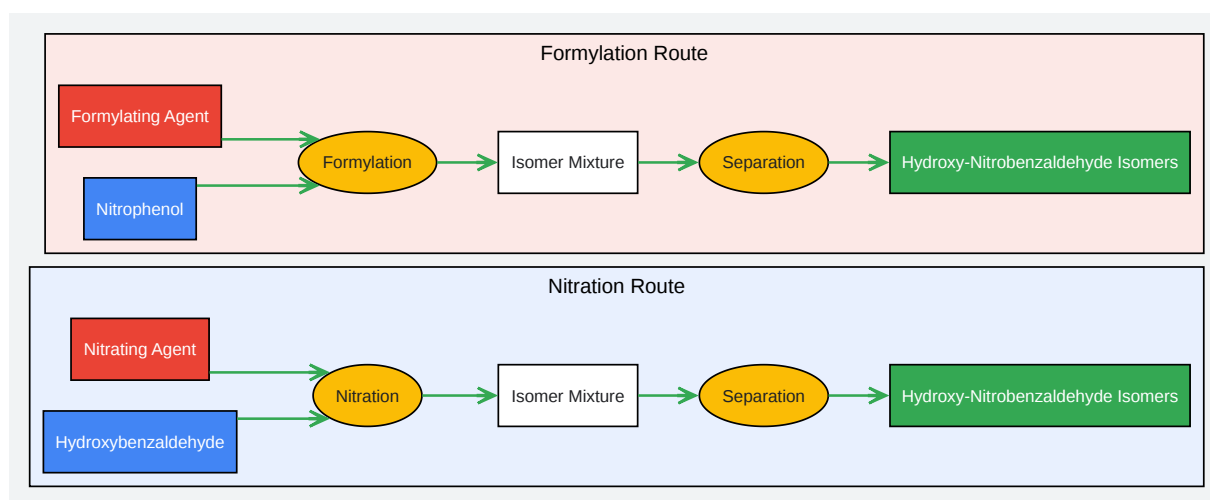 Formylation Route
Formylating Agent
Nitrophenol
Formylation
Isomer Mixture
Separation
Hydroxy-Nitrobenzaldehyde Isomers
Nitration Route
Nitrating Agent
Hydroxybenzaldehyde
Nitration
Isomer Mixture
Separation
Hydroxy-Nitrobenzaldehyde Isomers